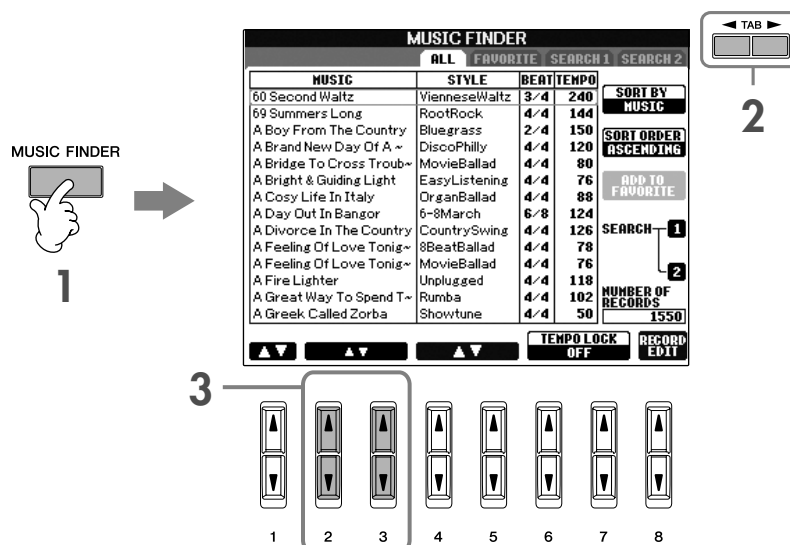 MUSIC FINDER
ALL FAVORITE SEARCH 1 SEARCH 2
MUSIC STYLE BEAT TEMPO
60 Second Waltz VienneseWaltz 3/4 240
69 Summers Long RootRock 4/4 144
A Boy From The Country Bluegrass 2/4 150
A Brand New Day Of A ~ DiscoPhilly 4/4 120
A Bridge To Cross Troub~ MovieBallad 4/4 80
A Bright & Guiding Light EasyListening 4/4 76
A Cosy Life In Italy OrganBallad 4/4 88
A Day Out In Bangor 6-8March 6/8 124
A Divorce In The Country CountrySwing 4/4 126
A Feeling Of Love Tonig~ 8BeatBallad 4/4 78
A Feeling Of Love Tonig~ MovieBallad 4/4 76
A Fire Lighter Unplugged 4/4 118
A Great Way To Spend T~ Rumba 4/4 102
A Greek Called Zorba Showtune 4/4 50
SORT BY
MUSIC
SORT ORDER
ASCENDING
ADD TO
FAVORITE
SEARCH 1
2
NUMBER OF
RECORDS
1550
TEMPO LOCK
OFF
RECORD
EDIT
◄ TAB ►
2
MUSIC FINDER
1
3
1 2 3 4 5 6 7 8